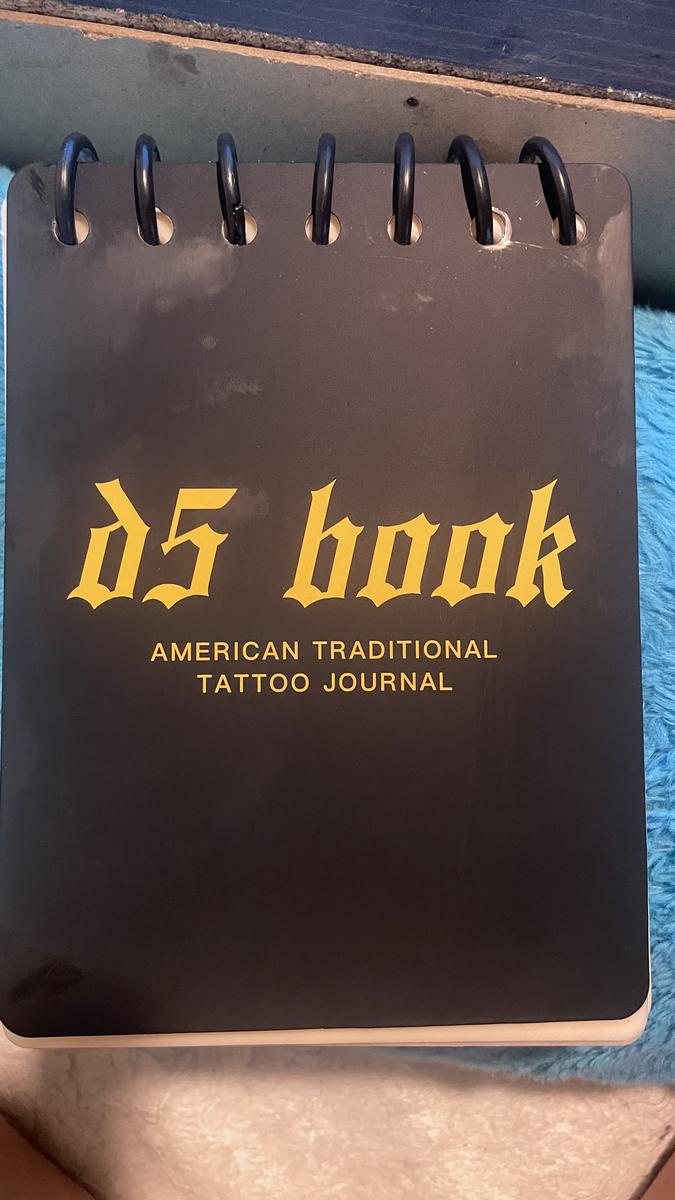 d5 book
AMERICAN TRADITIONAL
TATTOO JOURNAL